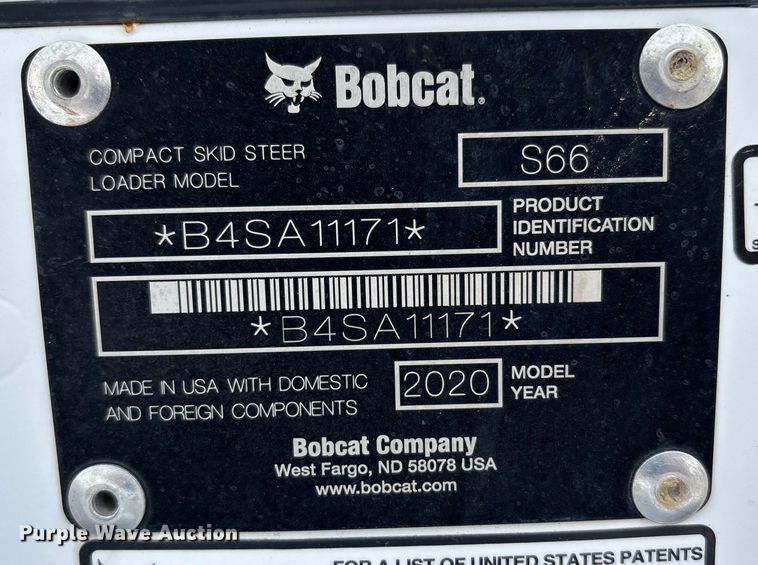 Bobcat®
COMPACT SKID STEER
LOADER MODEL
S66
*B4SA11171*
PRODUCT
IDENTIFICATION
NUMBER
*B4SA11171*
MADE IN USA WITH DOMESTIC
AND FOREIGN COMPONENTS
2020
MODEL
YEAR
Bobcat Company
West Fargo, ND 58078 USA
www.bobcat.com
Purple Wave Auction
FOR A LIST OF UNITED STATES PATENTS